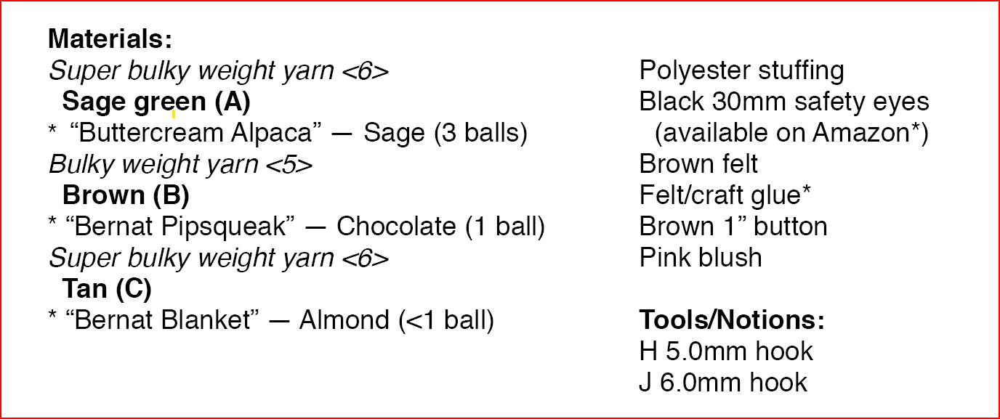 Materials:
Super bulky weight yarn <6>
Sage green (A)
* “Buttercream Alpaca” — Sage (3 balls)
Bulky weight yarn <5>
Brown (B)
* “Bernat Pipsqueak” — Chocolate (1 ball)
Super bulky weight yarn <6>
Tan (C)
* “Bernat Blanket” — Almond (<1 ball)
Polyester stuffing
Black 30mm safety eyes
(available on Amazon*)
Brown felt
Felt/craft glue*
Brown 1” button
Pink blush
Tools/Notions:
H 5.0mm hook
J 6.0mm hook